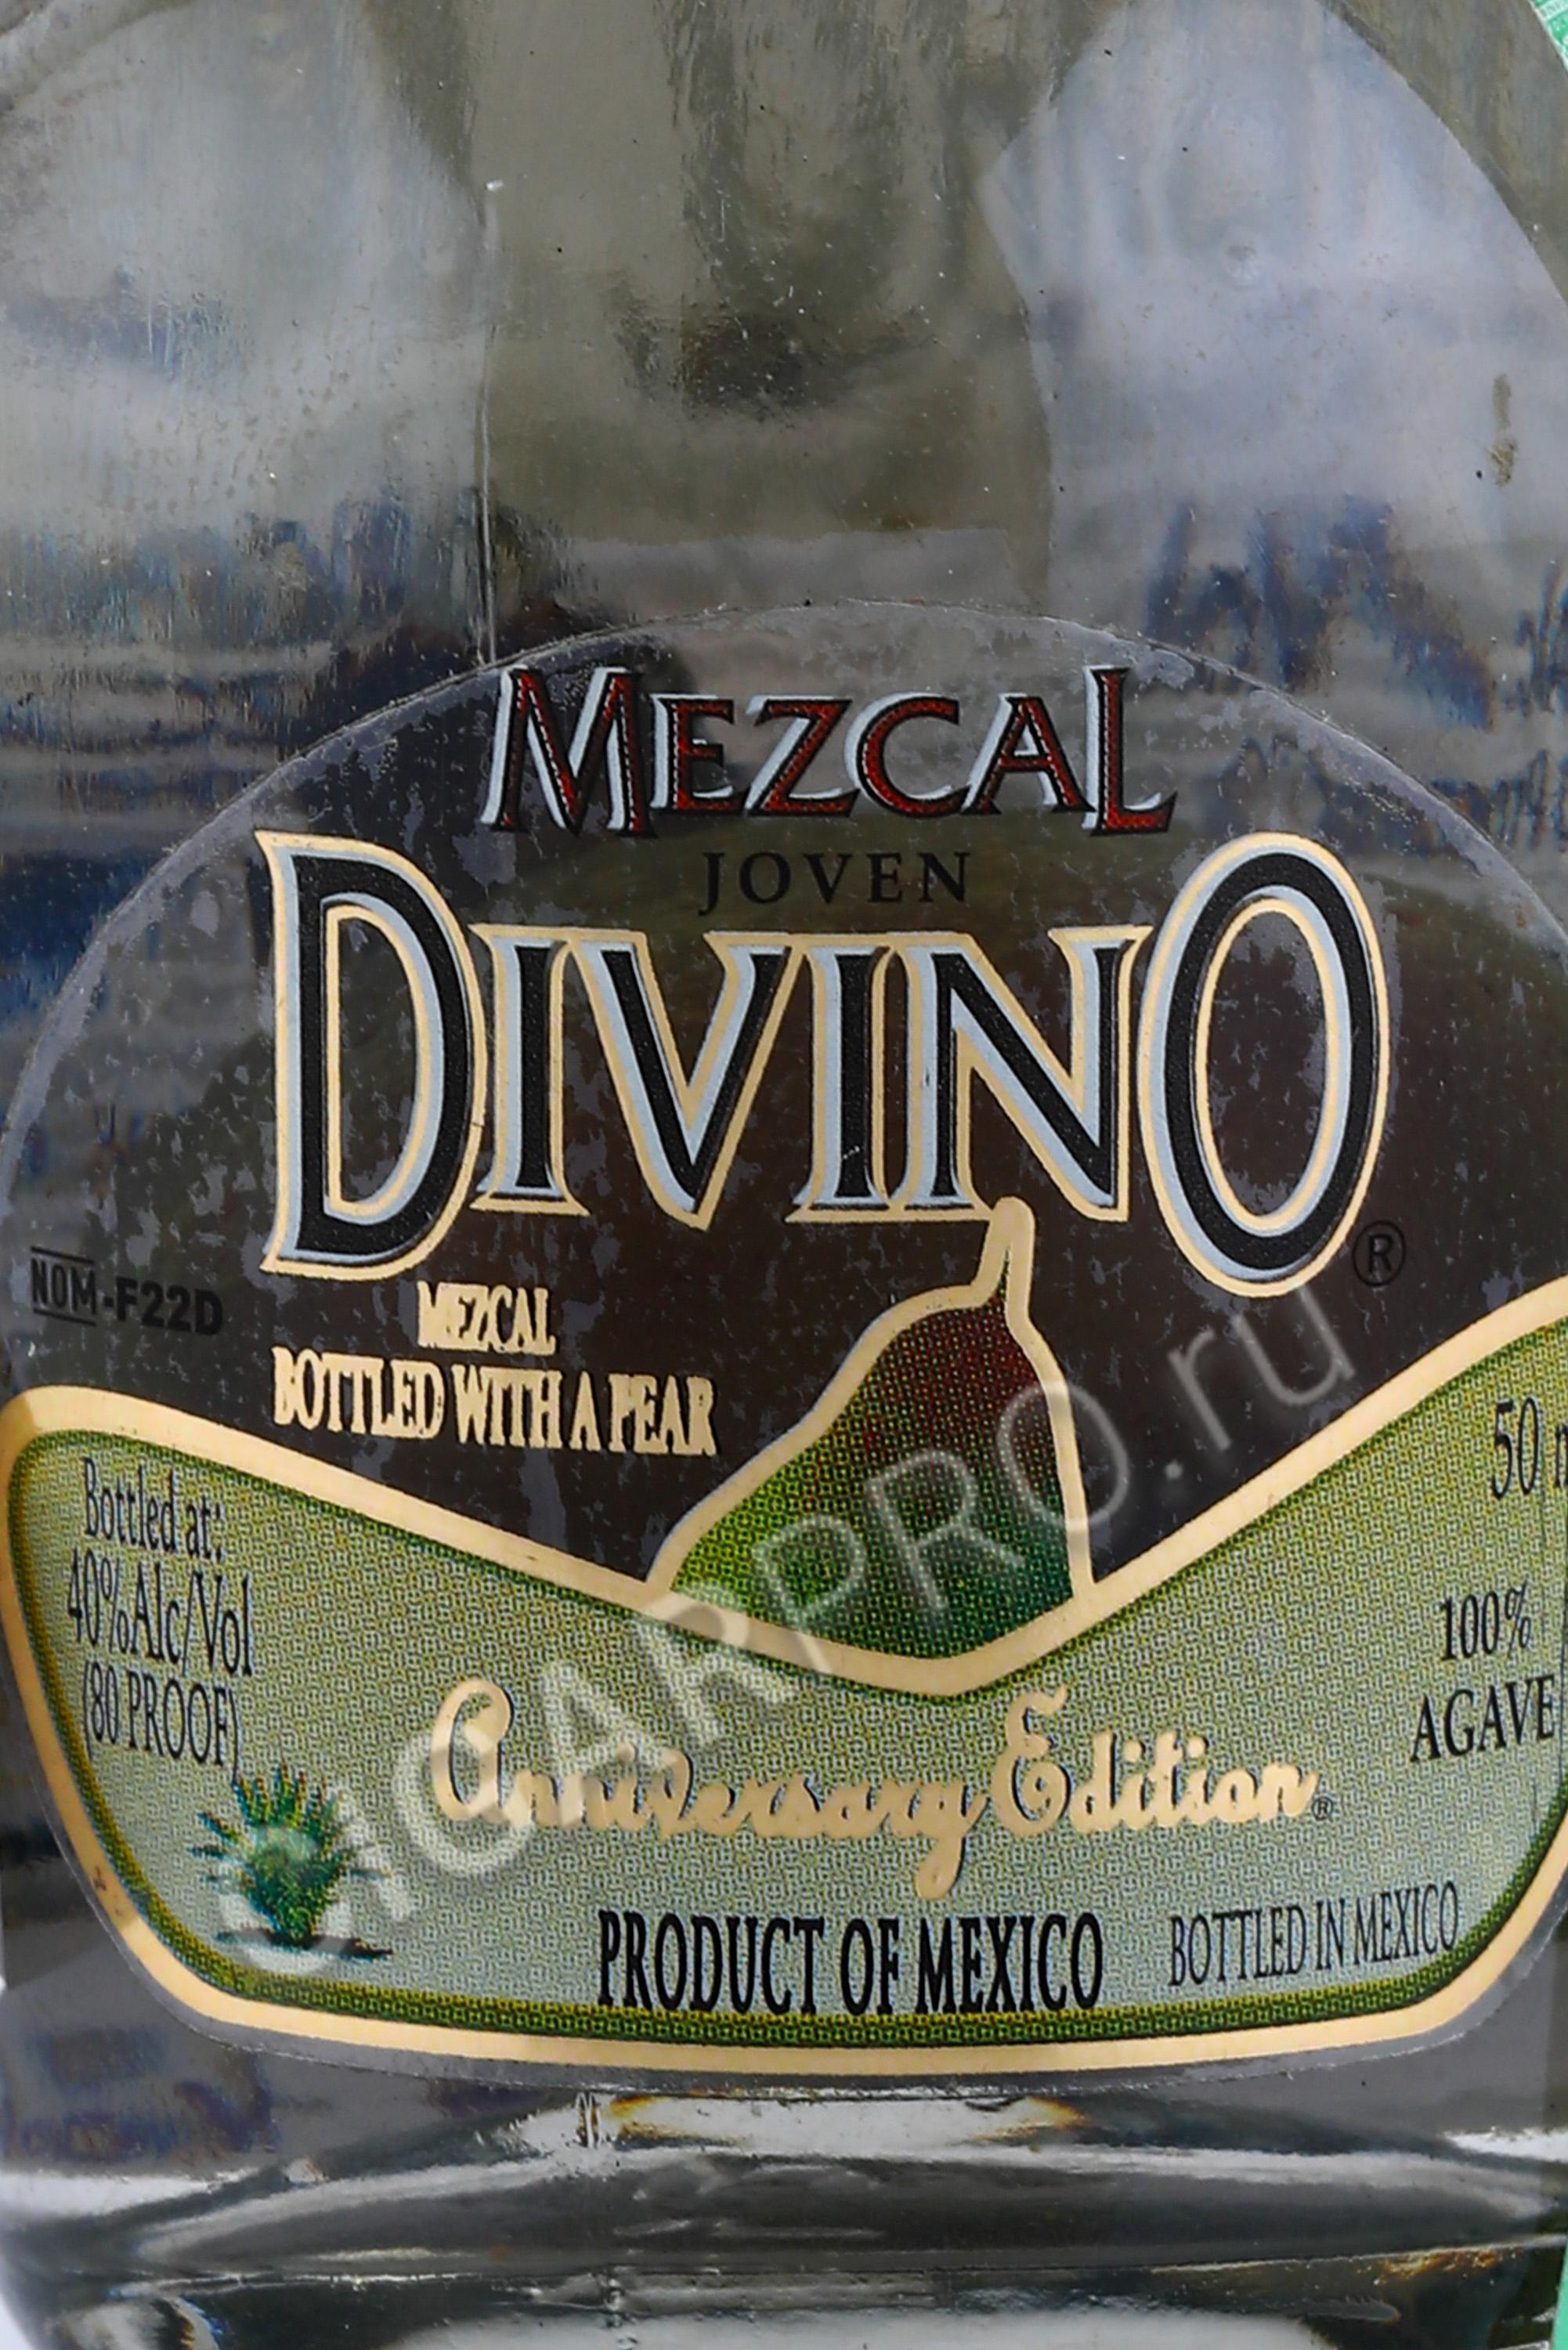 MEZCAL
JOVEN
DIVINO®
NOM-F22D
MEZCAL
BOTTLED WITH A PEAR
Bottled at:
40% Alc/Vol
(80 PROOF)
50
100%
AGAVE
Anniversary Edition®
PRODUCT OF MEXICO
BOTTLED IN MEXICO
CIGARPRO.ru